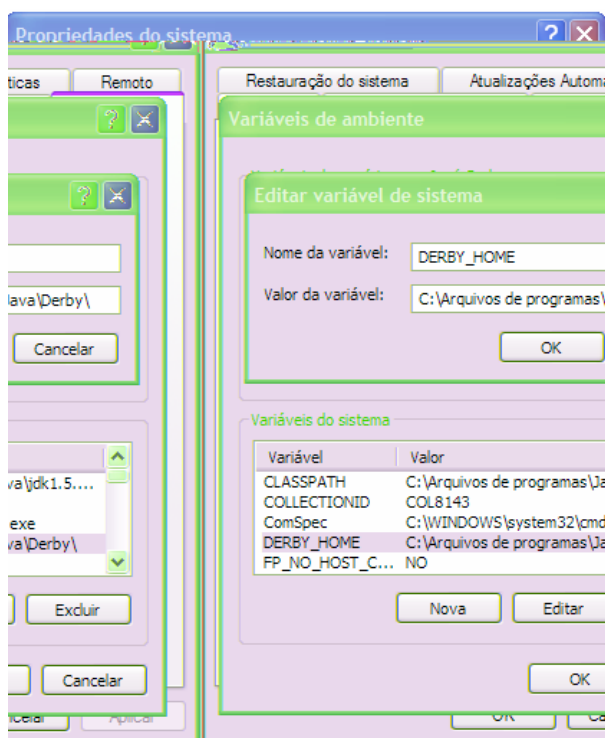 Propriedades do sistema
ticas
Remoto
ava\Derby\
Cancelar
va\jdk1.5....
.exe
va\Derby\
Excluir
Cancelar
ncelar
Aplicar
Restauração do sistema
Atualizações Automa
Variáveis de ambiente
Editar variável de sistema
Nome da variável:
DERBY_HOME
Valor da variável:
C:\Arquivos de programas\
OK
Variáveis do sistema
Variável Valor
CLASSPATH C:\Arquivos de programas\Ja
COLLECTIONID COL8143
ComSpec C:\WINDOWS\system32\cmd
DERBY_HOME C:\Arquivos de programas\Ja
FP_NO_HOST_C... NO
Nova Editar
OK
OK Ca